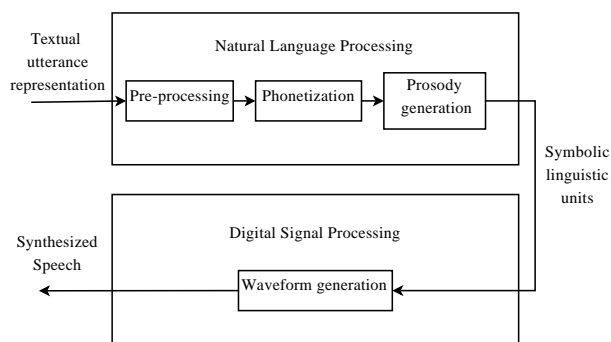 Textual
utterance
representation
Natural Language Processing
Pre-processing
Phonetization
Prosody
generation
Symbolic
linguistic
units
Digital Signal Processing
Waveform generation
Synthesized
Speech